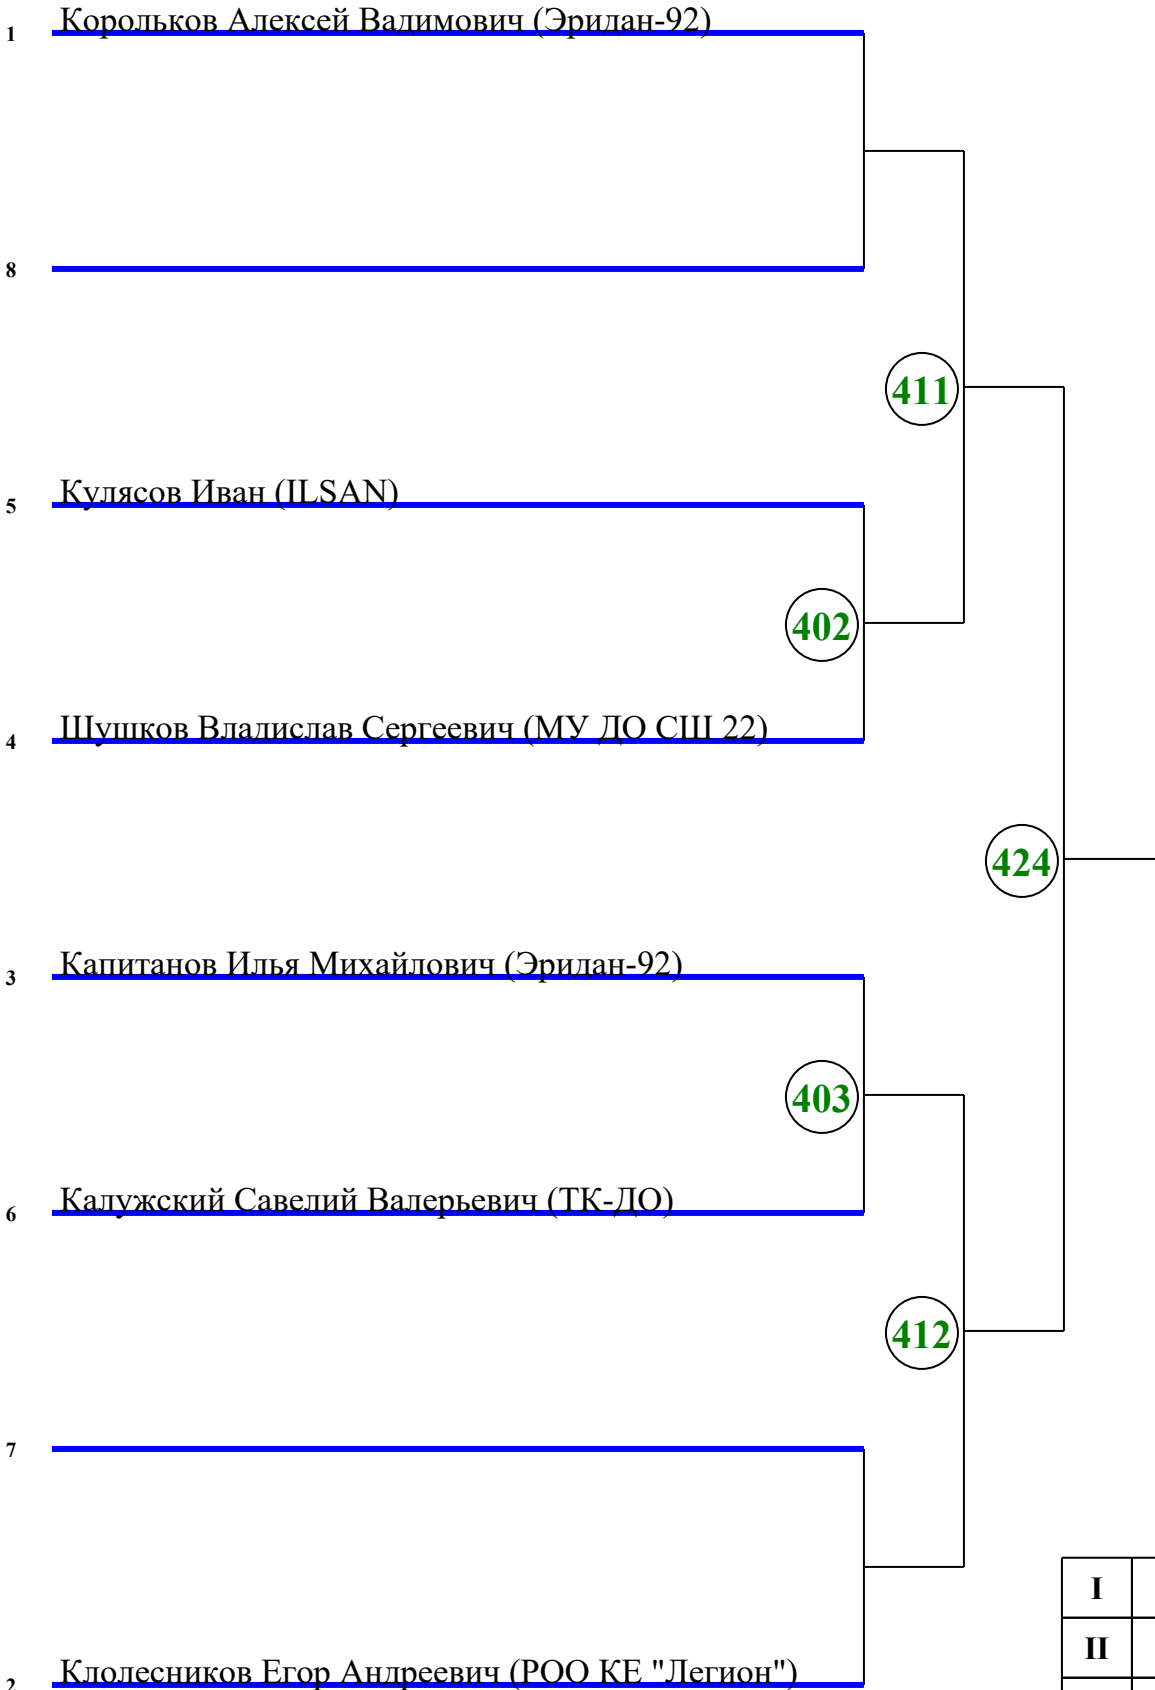 1 Корольков Алексей Вадимович (Эридан-92)
8
411
5 Кулясов Иван (ILSAN)
402
4 Шушков Владислав Сергеевич (МУ ДО СШ 22)
424
3 Капитанов Илья Михайлович (Эридан-92)
403
6 Калужский Савелий Валерьевич (ТК-ДО)
412
7
I
II
2 Клолесников Егор Андреевич (РОО КЕ "Легион")